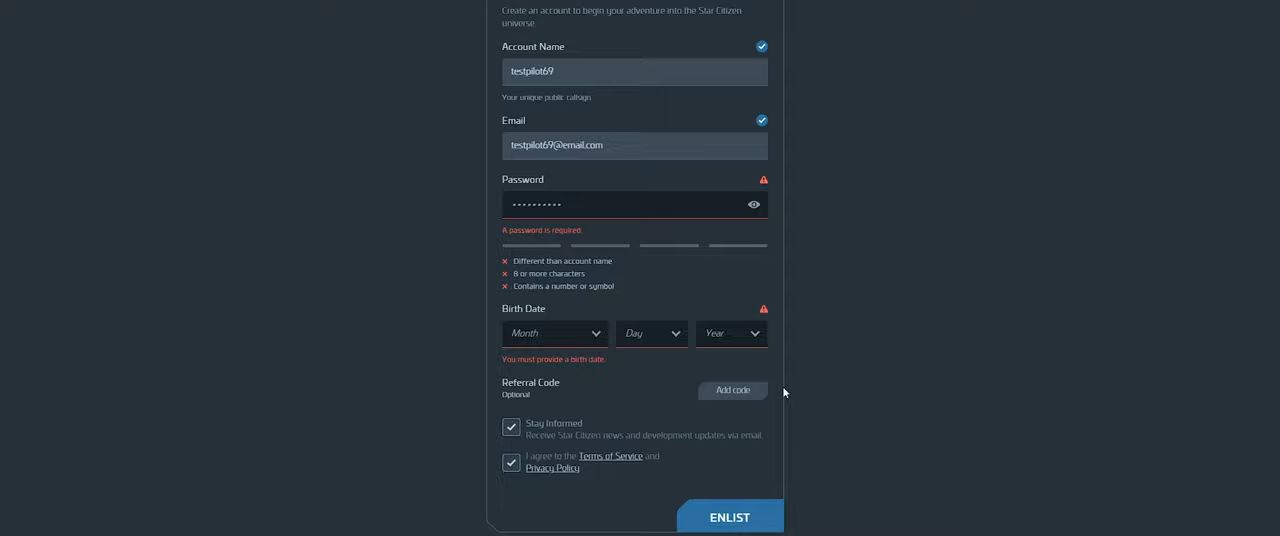 Create an account to begin your adventure into the Star Citizen
universe.
Account Name
testpilot69
Your unique public callsign.
Email
testpilot69@email.com
Password
••••••••••
A password is required.
Different than account name
8 or more characters
Contains a number or symbol
Birth Date
Month Day Year
You must provide a birth date.
Referral Code
Optional
Add code
Stay Informed
Receive Star Citizen news and development updates via email.
I agree to the Terms of Service and
Privacy Policy
ENLIST